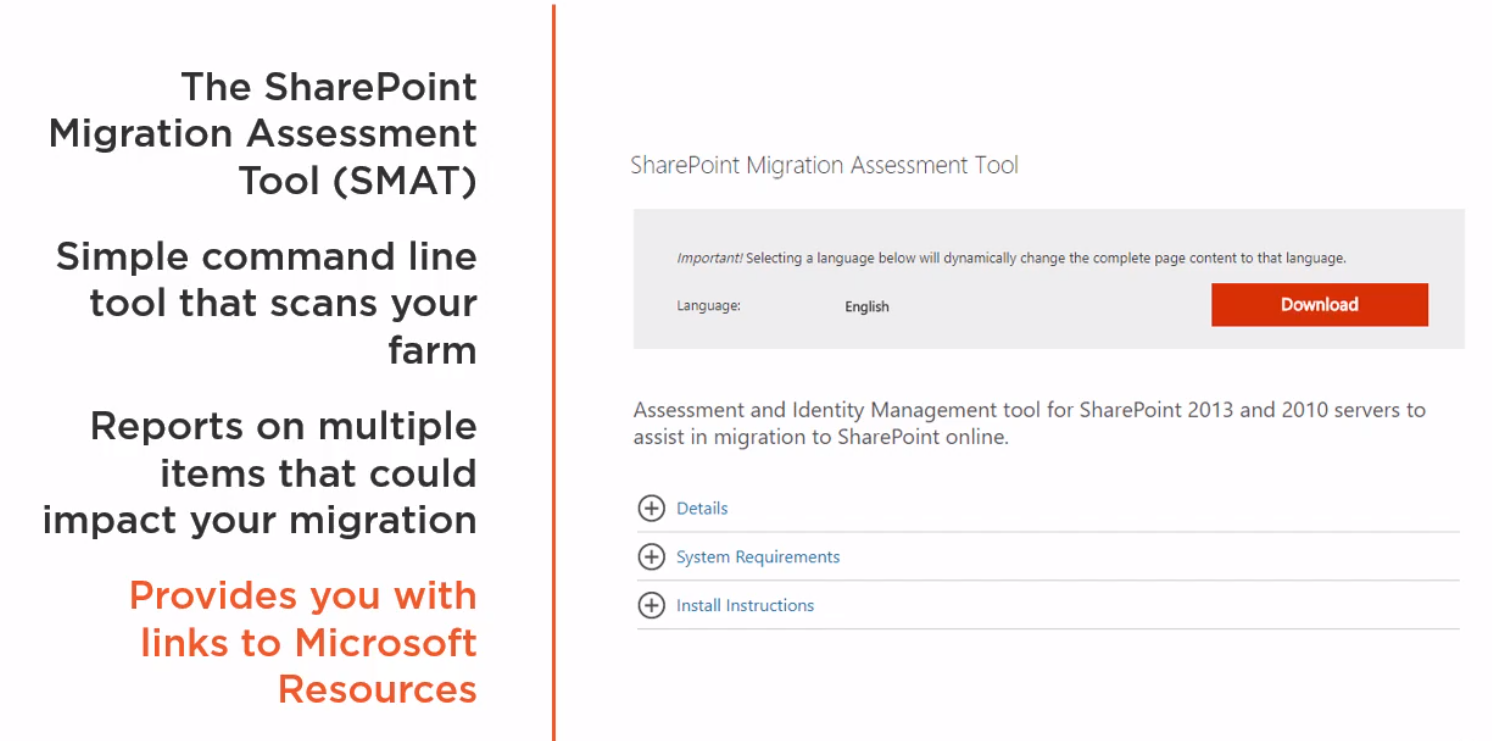 The SharePoint
Migration Assessment
Tool (SMAT)
Simple command line
tool that scans your
farm
Reports on multiple
items that could
impact your migration
Provides you with
links to Microsoft
Resources
SharePoint Migration Assessment Tool
Important! Selecting a language below will dynamically change the complete page content to that language.
Language: English Download
Assessment and Identity Management tool for SharePoint 2013 and 2010 servers to
assist in migration to SharePoint online.
Details
System Requirements
Install Instructions